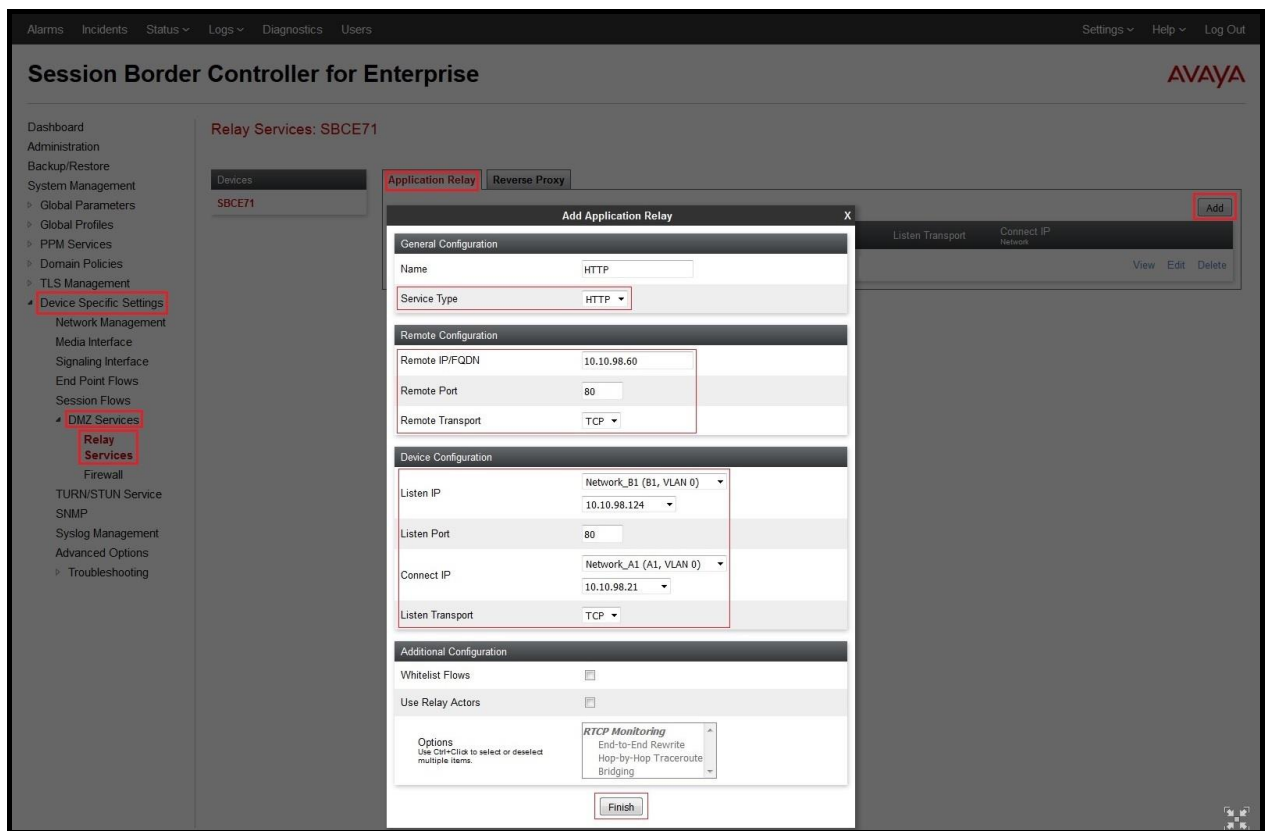 Alarms Incidents Status Logs Diagnostics Users Settings Help Log Out
Session Border Controller for Enterprise
AVAYA
Dashboard
Administration
Backup/Restore
System Management
Global Parameters
Global Profiles
PPM Services
Domain Policies
TLS Management
Device Specific Settings
Network Management
Media Interface
Signaling Interface
End Point Flows
Session Flows
DMZ Services
Relay
Services
Firewall
TURN/STUN Service
SNMP
Syslog Management
Advanced Options
Troubleshooting
Relay Services: SBCE71
Devices
SBCE71
Application Relay Reverse Proxy
Add
Listen Transport Connect IP
Network
View Edit Delete
Add Application Relay X
General Configuration
Name HTTP
Service Type HTTP
Remote Configuration
Remote IP/FQDN 10.10.98.60
Remote Port 80
Remote Transport TCP
Device Configuration
Listen IP Network_B1 (B1, VLAN 0)
10.10.98.124
Listen Port 80
Connect IP Network_A1 (A1, VLAN 0)
10.10.98.21
Listen Transport TCP
Additional Configuration
Whitelist Flows
Use Relay Actors
Options
Use Ctrl+Click to select or deselect
multiple items.
RTCP Monitoring
End-to-End Rewrite
Hop-by-Hop Traceroute
Bridging
Finish